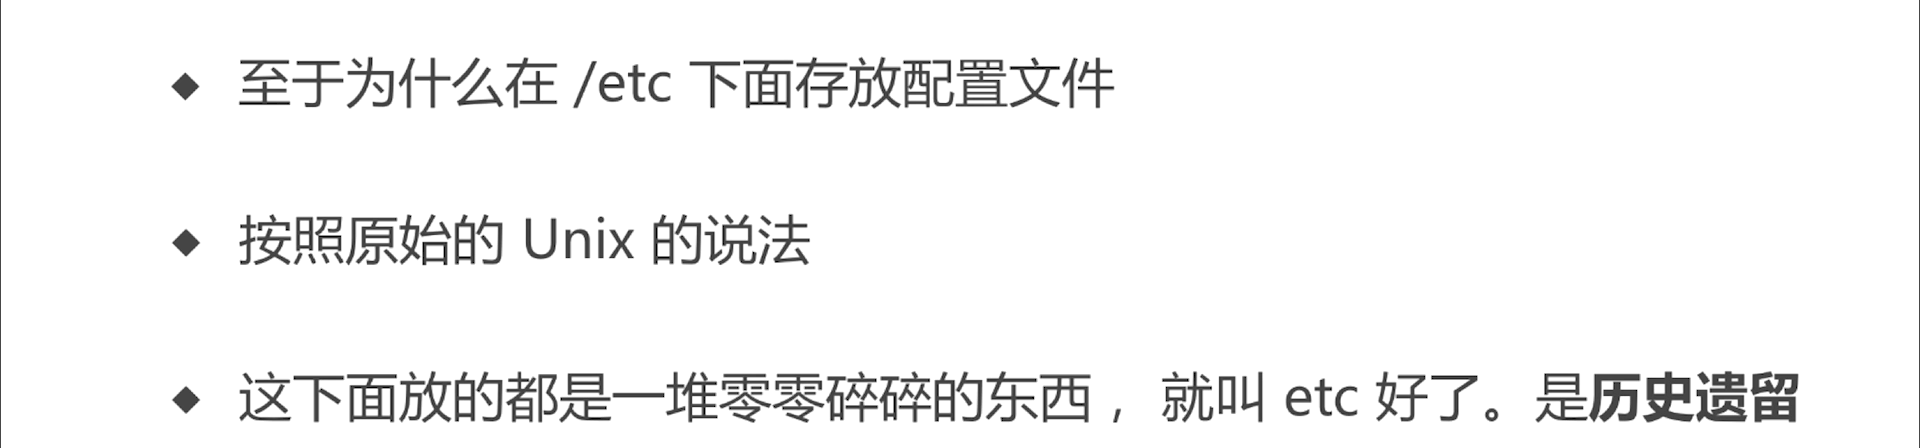 ◆ 至于为什么在 /etc 下面存放配置文件
◆ 按照原始的 Unix 的说法
◆ 这下面放的都是一堆零零碎碎的东西， 就叫 etc 好了。是历史遗留